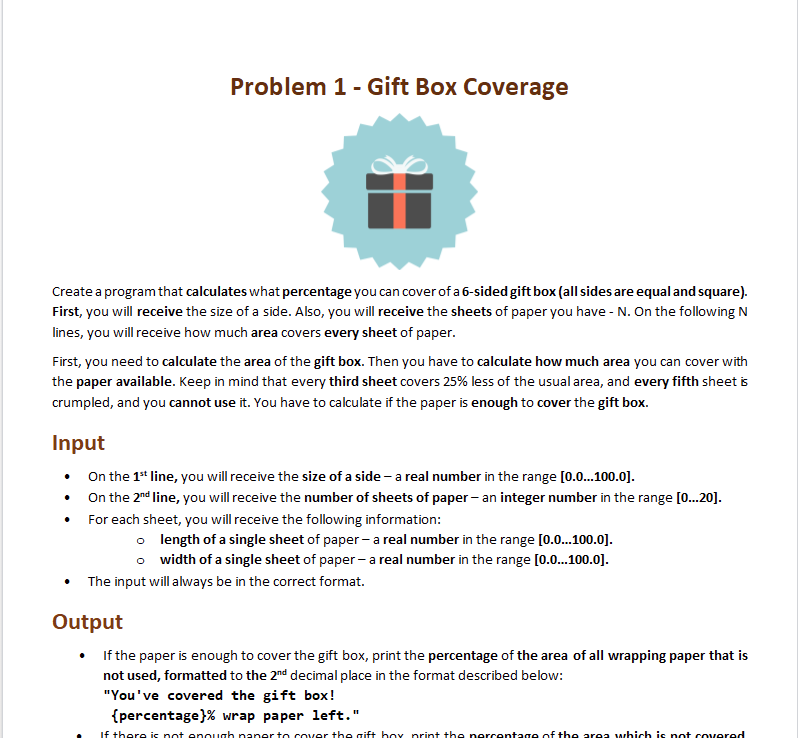 Problem 1 - Gift Box Coverage
Create a program that calculates what percentage you can cover of a 6-sided gift box (all sides are equal and square).
First, you will receive the size of a side. Also, you will receive the sheets of paper you have - N. On the following N
lines, you will receive how much area covers every sheet of paper.
First, you need to calculate the area of the gift box. Then you have to calculate how much area you can cover with
the paper available. Keep in mind that every third sheet covers 25% less of the usual area, and every fifth sheet is
crumpled, and you cannot use it. You have to calculate if the paper is enough to cover the gift box.
Input
• On the 1st line, you will receive the size of a side – a real number in the range [0.0…100.0].
• On the 2nd line, you will receive the number of sheets of paper – an integer number in the range [0…20].
• For each sheet, you will receive the following information:
o length of a single sheet of paper – a real number in the range [0.0…100.0].
o width of a single sheet of paper – a real number in the range [0.0…100.0].
• The input will always be in the correct format.
Output
• If the paper is enough to cover the gift box, print the percentage of the area of all wrapping paper that is
not used, formatted to the 2nd decimal place in the format described below:
"You've covered the gift box!
{percentage}% wrap paper left."
• If there is not enough paper to cover the gift box, print the percentage of the area which is not covered,